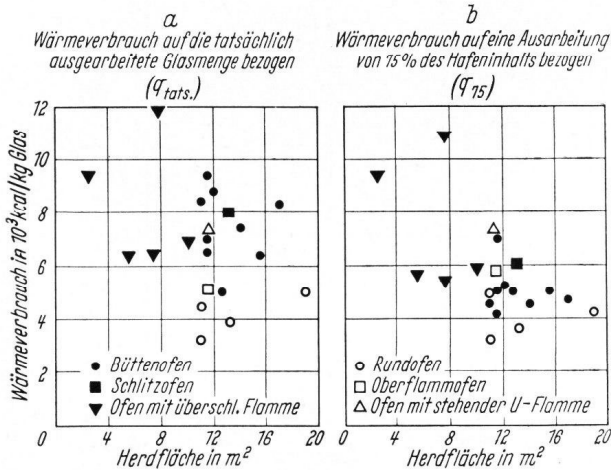 a
Wärmeverbrauch auf die tatsächlich
ausgearbeitete Glasmenge bezogen
(q tats.)
b
Wärmeverbrauch auf eine Ausarbeitung
von 75% des Hafeninhalts bezogen
(q 75)
Wärmeverbrauch in 10³ kcal/kg Glas
12
10
8
6
4
2
0
4
8
12
16
20
0
4
8
12
16
20
Büttenofen
Schlitzofen
Ofen mit überschl. Flamme
Rundofen
Oberflammofen
Ofen mit stehender U-Flamme
Herdfläche in m²
Herdfläche in m²